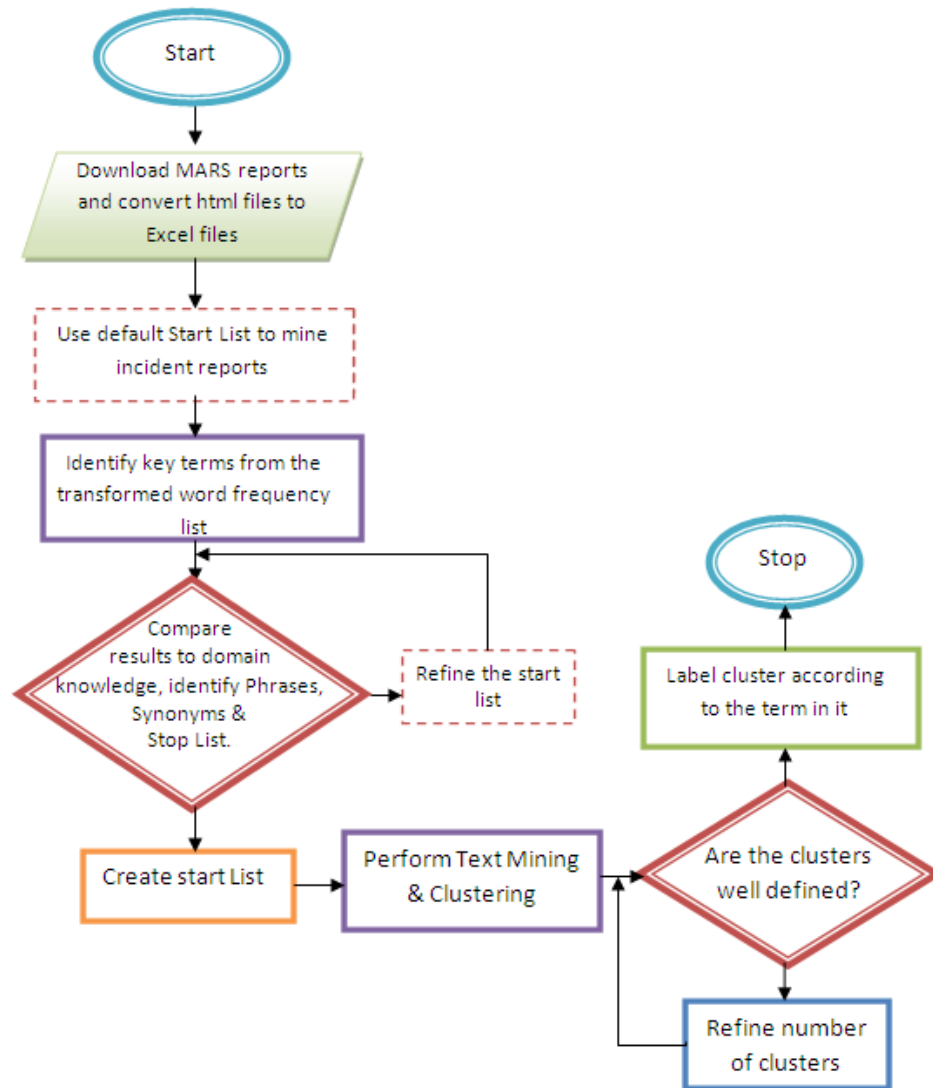 Start
Download MARS reports
and convert html files to
Excel files
Use default Start List to mine
incident reports
Identify key terms from the
transformed word frequency
list
Compare
results to domain
knowledge, identify Phrases,
Synonyms &
Stop List.
Refine the start
list
Create start List
Perform Text Mining
& Clustering
Are the clusters
well defined?
Refine number
of clusters
Label cluster according
to the term in it
Stop